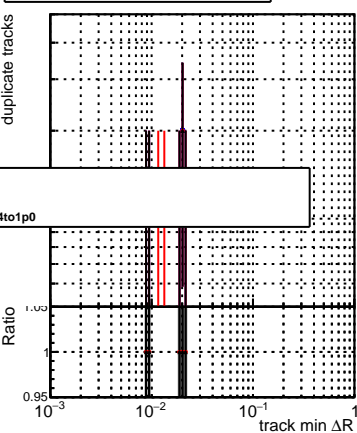 duplicate tracks
4to1p0
Ratio
1.05
1
0.95
10⁻³ 10⁻² 10⁻¹ 1
track min ΔR